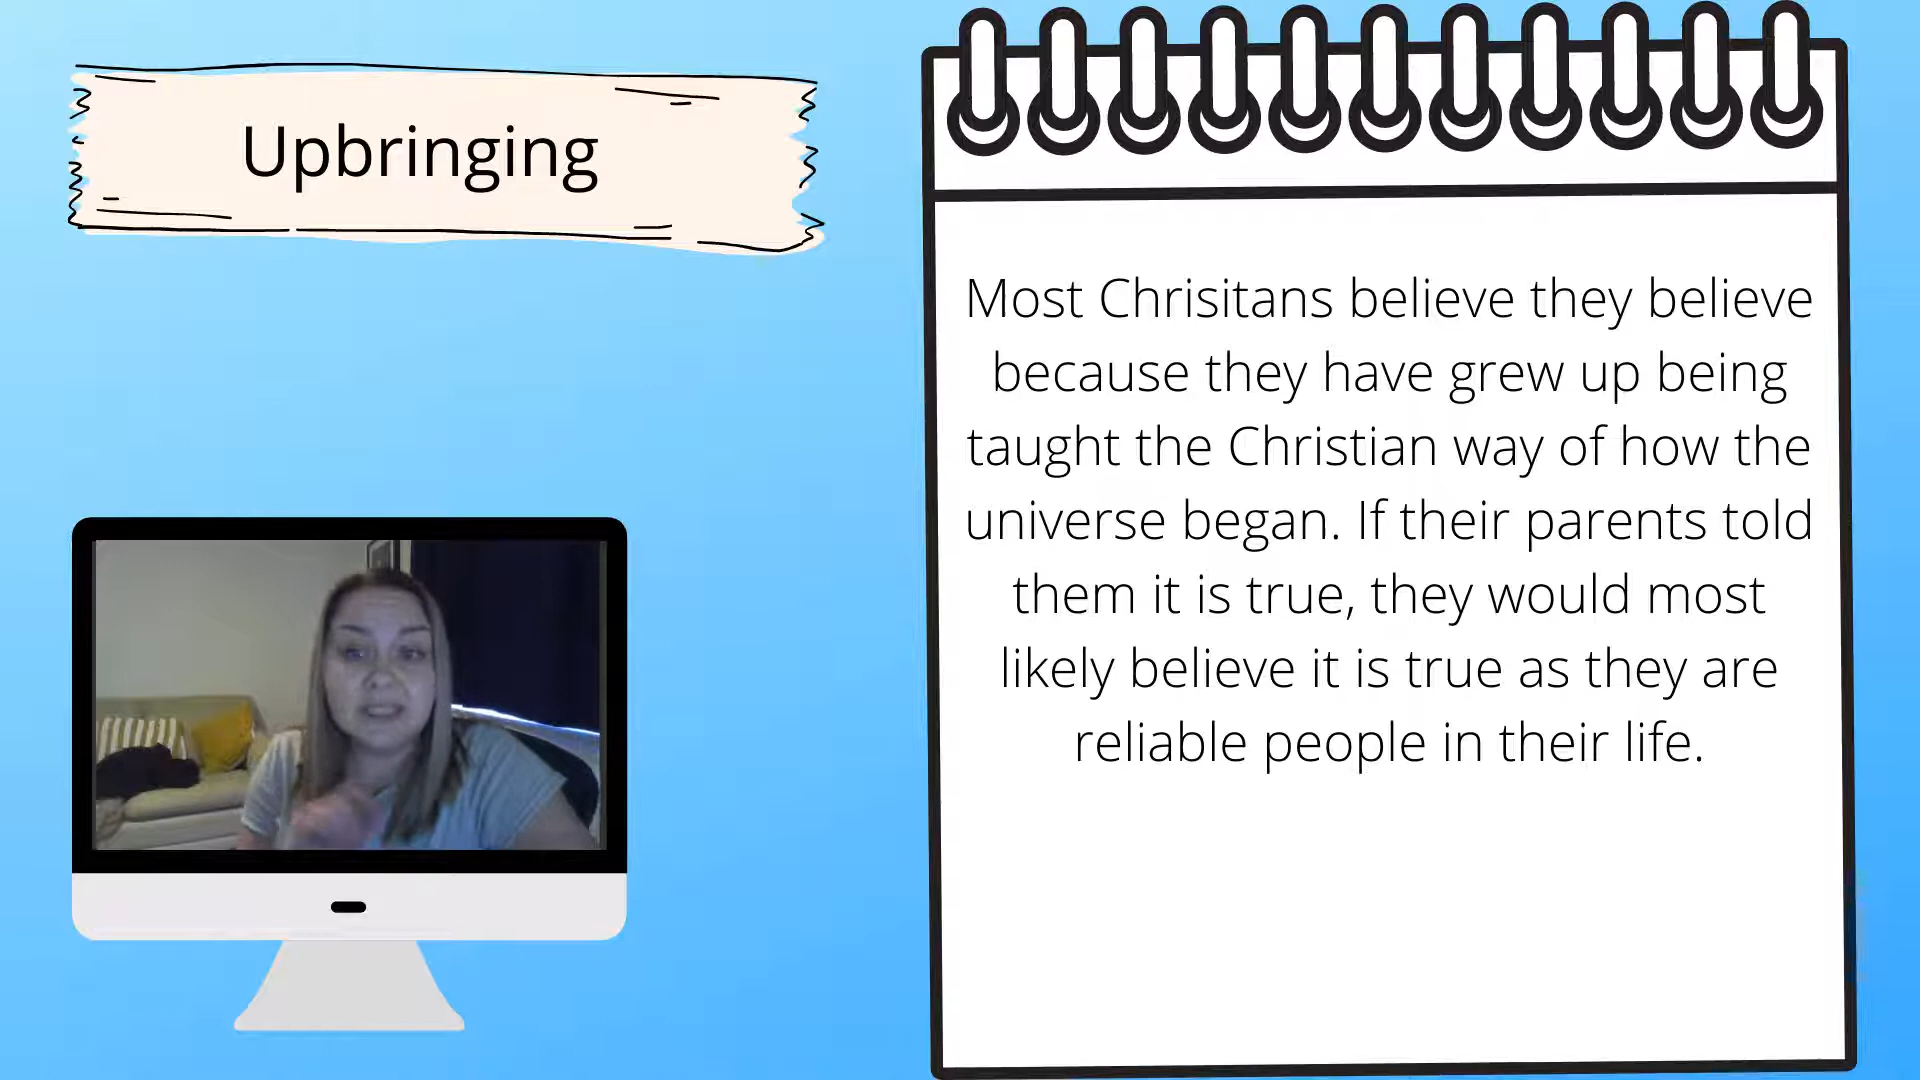 Upbringing
Most Chrisitans believe they believe
because they have grew up being
taught the Christian way of how the
universe began. If their parents told
them it is true, they would most
likely believe it is true as they are
reliable people in their life.